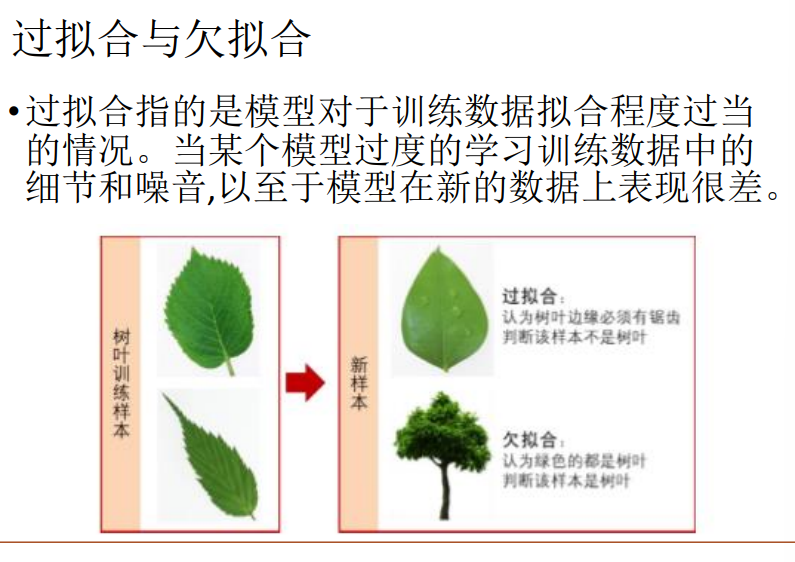 过拟合与欠拟合
•过拟合指的是模型对于训练数据拟合程度过当
的情况。当某个模型过度的学习训练数据中的
细节和噪音,以至于模型在新的数据上表现很差。
树叶训练样本
新样本
过拟合：
认为树叶边缘必须有锯齿
判断该样本不是树叶
欠拟合：
认为绿色的都是树叶
判断该样本是树叶